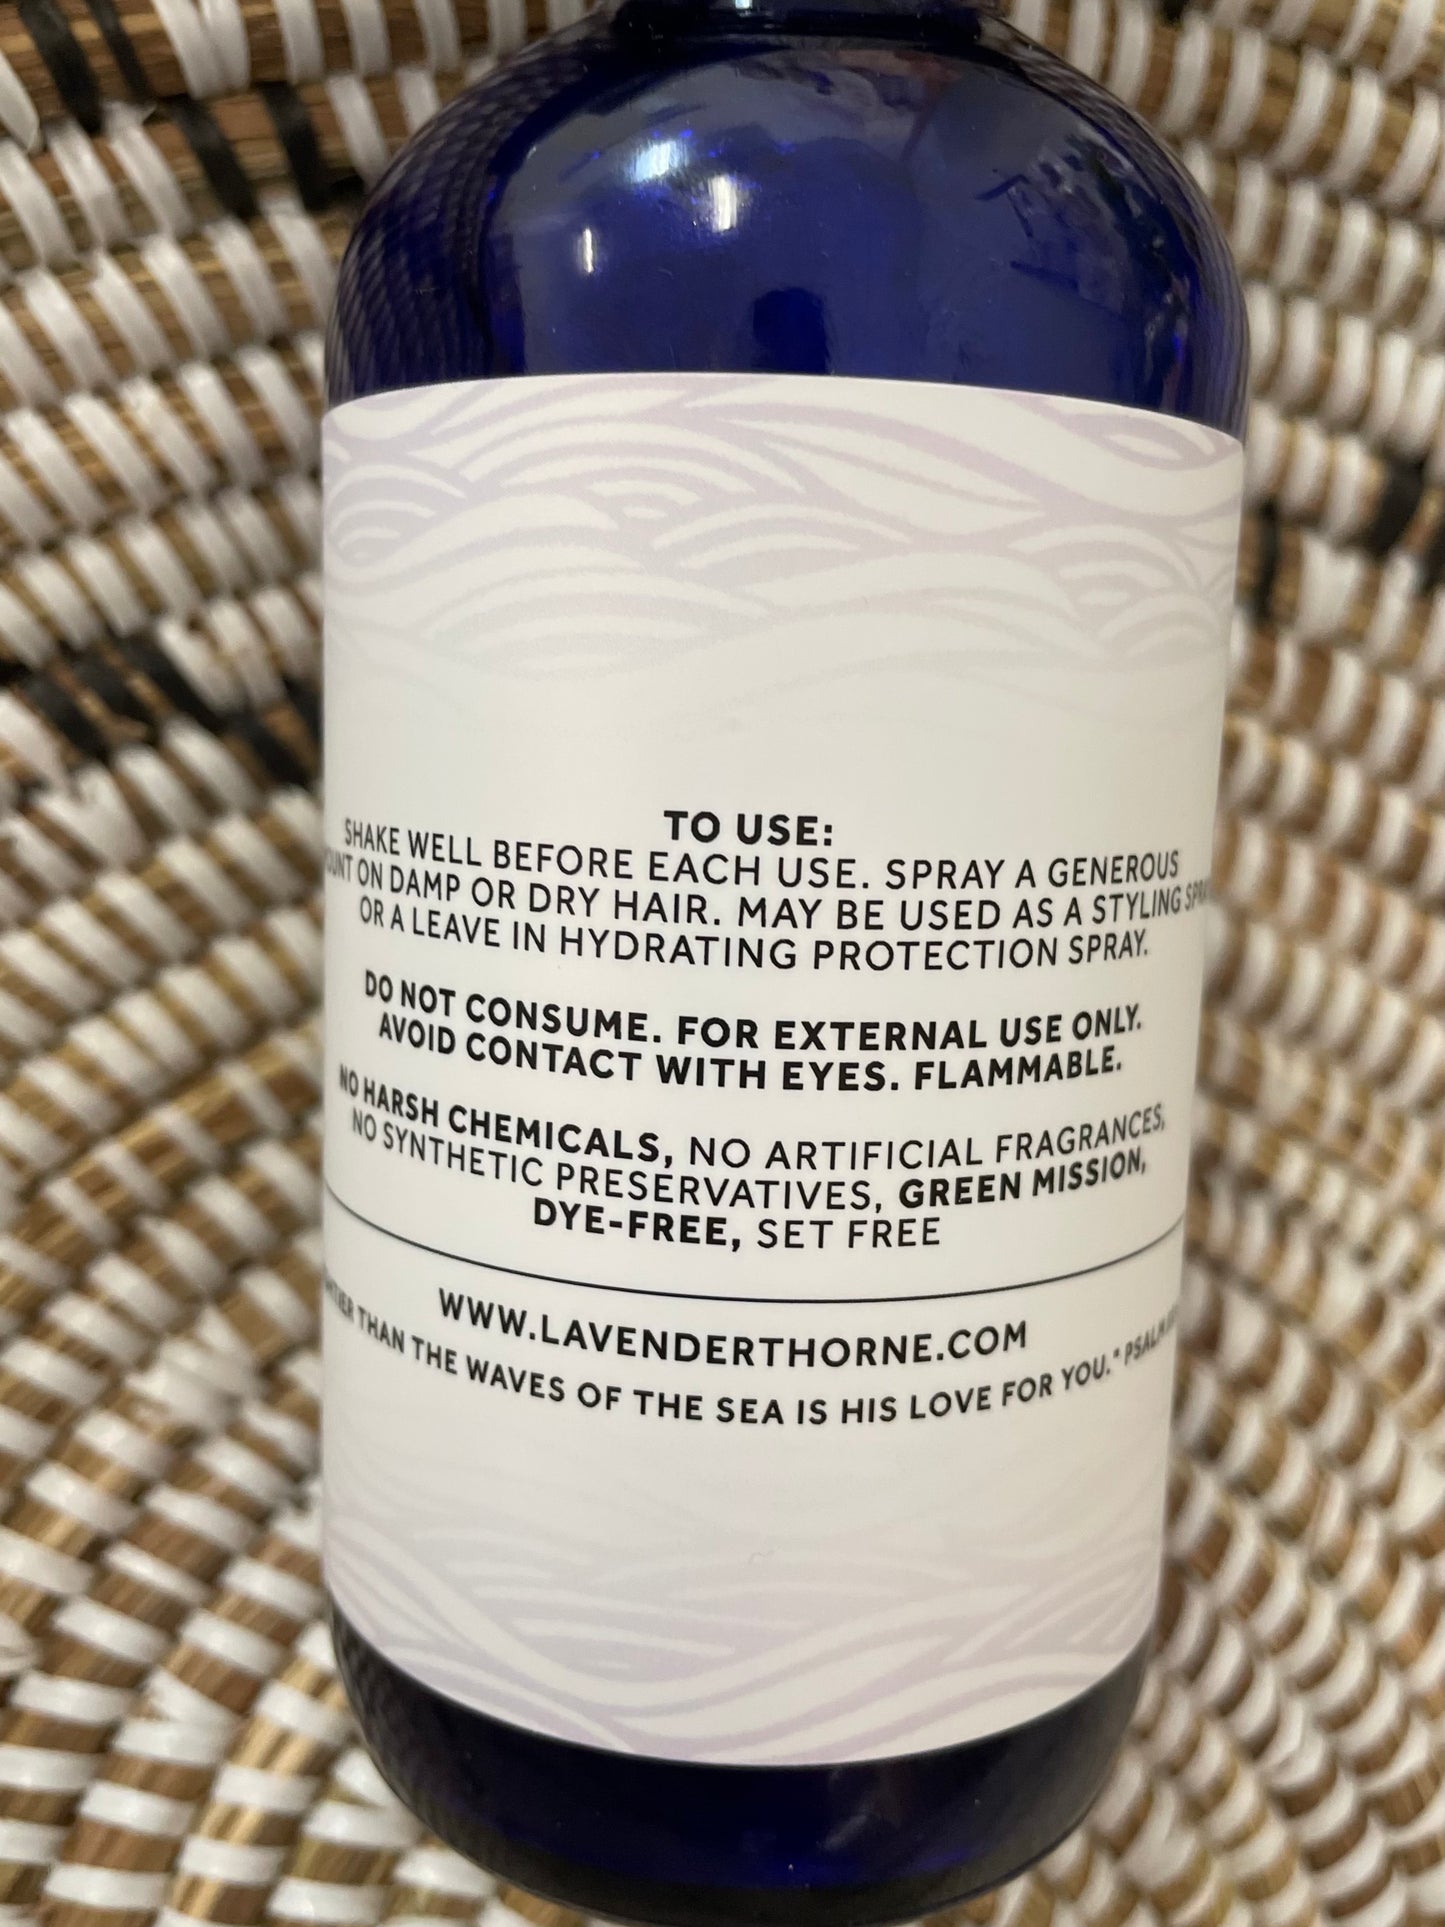 TO USE:
SHAKE WELL BEFORE EACH USE. SPRAY A GENEROUS
ON DAMP OR DRY HAIR. MAY BE USED AS A STYLING
OR A LEAVE IN HYDRATING PROTECTION SPRAY.
DO NOT CONSUME. FOR EXTERNAL USE ONLY.
AVOID CONTACT WITH EYES. FLAMMABLE.
NO HARSH CHEMICALS, NO ARTIFICIAL FRAGRANCES,
NO SYNTHETIC PRESERVATIVES, GREEN MISSION,
DYE-FREE, SET FREE
WWW.LAVENDERTHORNE.COM
THAN THE WAVES OF THE SEA IS HIS LOVE FOR YOU." PSALM